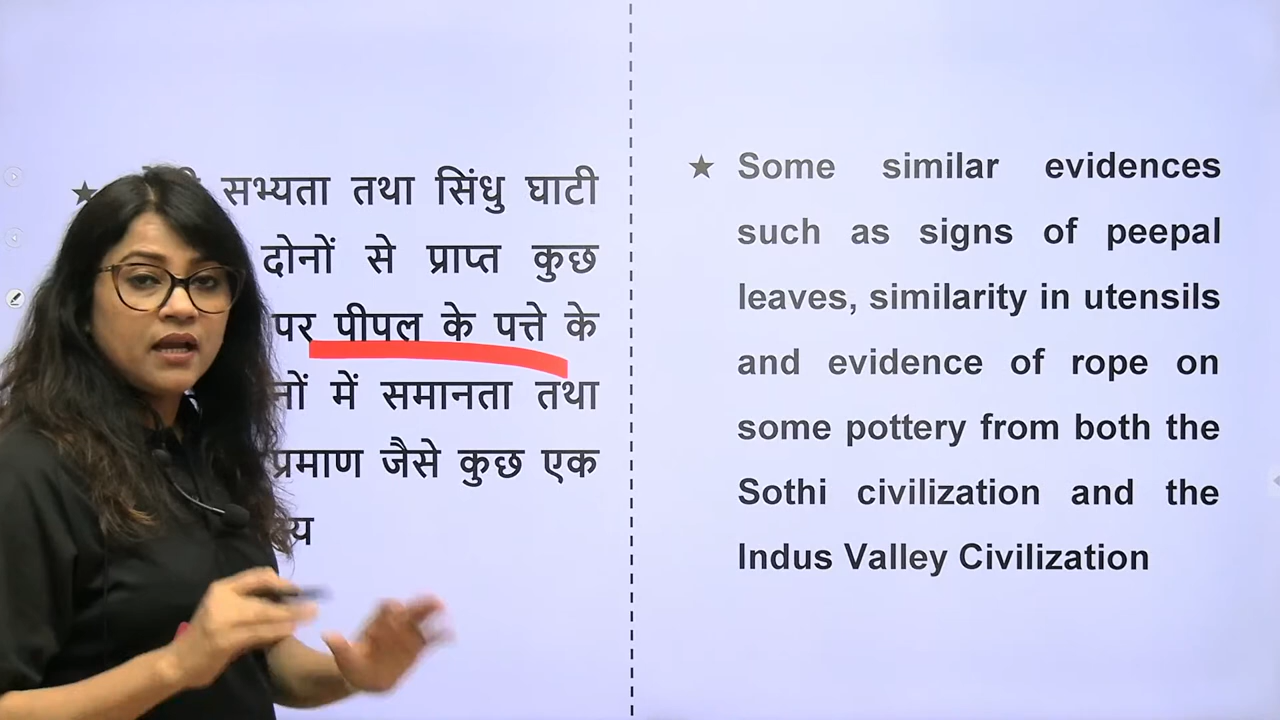 ★ सभ्यता तथा सिंधु घाटी
दोनों से प्राप्त कुछ
पर पीपल के पत्ते के
में समानता तथा
प्रमाण जैसे कुछ एक
★ Some similar evidences
such as signs of peepal
leaves, similarity in utensils
and evidence of rope on
some pottery from both the
Sothi civilization and the
Indus Valley Civilization